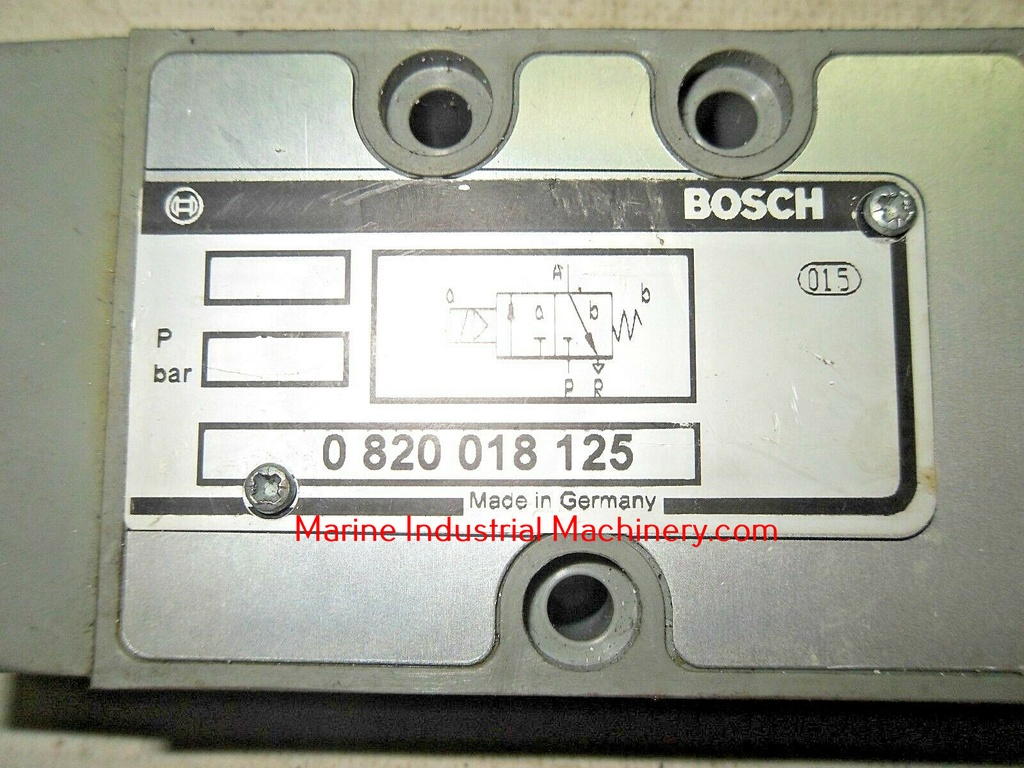 BOSCH
015
A
a
a
b
b
P R
P
bar
0 820 018 125
Made in Germany
Marine Industrial Machinery.com